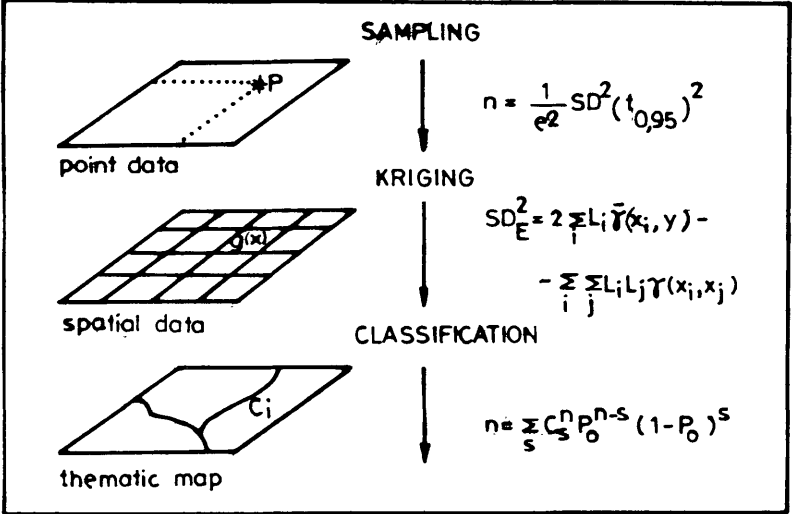 SAMPLING
P
n = 1/e2 SD²(t0,95)²
point data
KRIGING
g(x)
SD²E = 2 Σi Li γ̄(xi, y) -
- Σi Σj Li Lj γ(xi, xj)
spatial data
CLASSIFICATION
Ci
n = Σs Cⁿs P0ⁿ⁻ˢ (1-P0)ˢ
thematic map